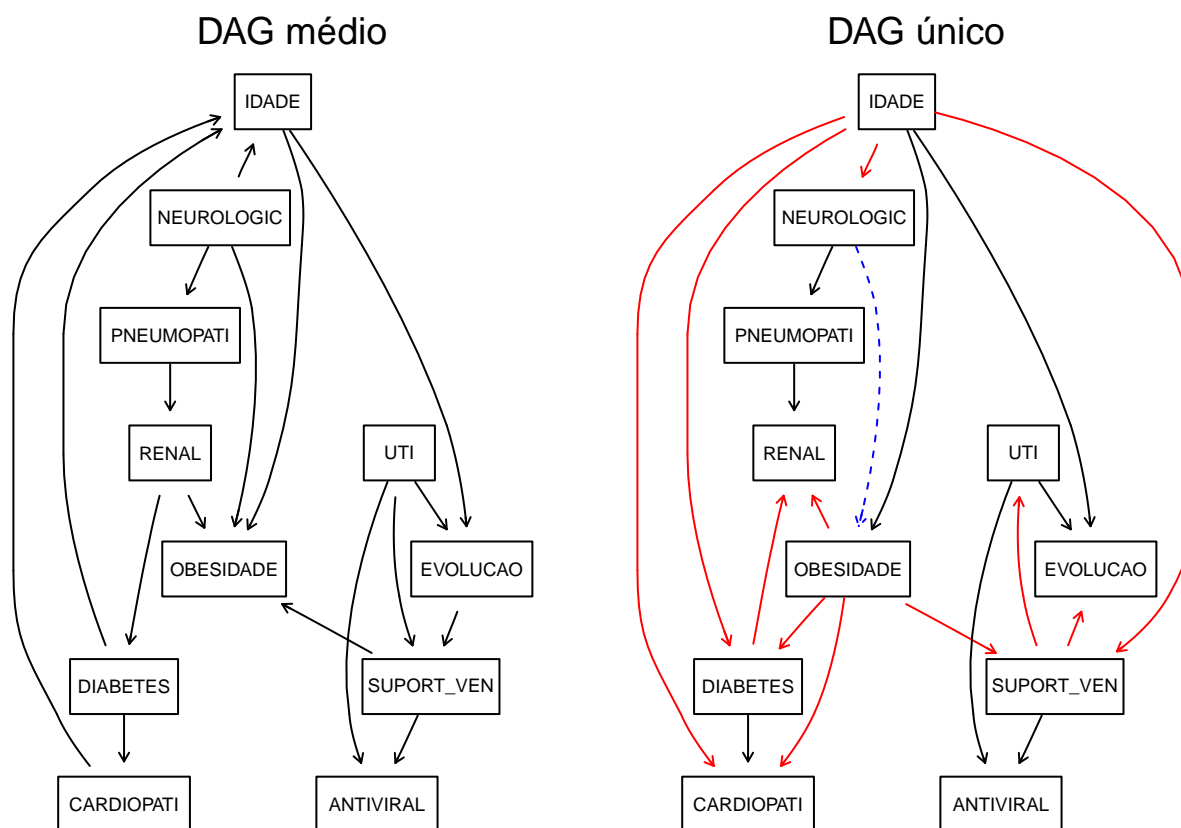 DAG médio
IDADE
NEUROLOGIC
PNEUMOPATI
RENAL
UTI
OBESIDADE
EVOLUCAO
DIABETES
SUPORT_VEN
CARDIOPATI
ANTIVIRAL
DAG único
IDADE
NEUROLOGIC
PNEUMOPATI
RENAL
UTI
OBESIDADE
EVOLUCAO
DIABETES
SUPORT_VEN
CARDIOPATI
ANTIVIRAL